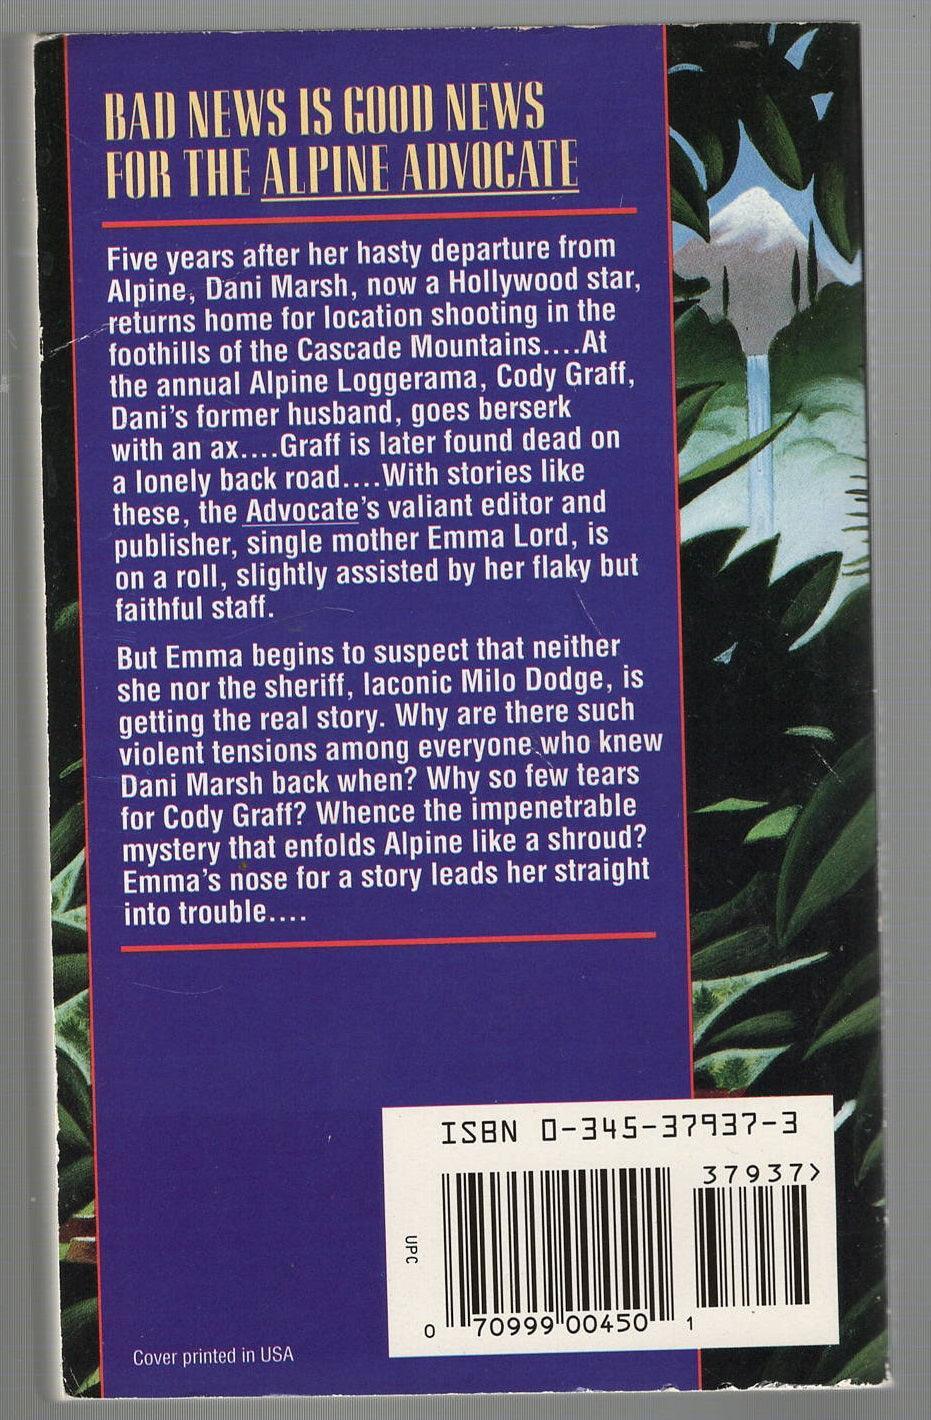 BAD NEWS IS GOOD NEWS
FOR THE ALPINE ADVOCATE
Five years after her hasty departure from
Alpine, Dani Marsh, now a Hollywood star,
returns home for location shooting in the
foothills of the Cascade Mountains....At
the annual Alpine Loggerama, Cody Graff,
Dani's former husband, goes berserk
with an ax....Graff is later found dead on
a lonely back road....With stories like
these, the Advocate's valiant editor and
publisher, single mother Emma Lord, is
on a roll, slightly assisted by her flaky but
faithful staff.
But Emma begins to suspect that neither
she nor the sheriff, laconic Milo Dodge, is
getting the real story. Why are there such
violent tensions among everyone who knew
Dani Marsh back when? Why so few tears
for Cody Graff? Whence the impenetrable
mystery that enfolds Alpine like a shroud?
Emma's nose for a story leads her straight
into trouble....
ISBN 0-345-37937-3
37937>
UPC
0 70999 00450 1
Cover printed in USA